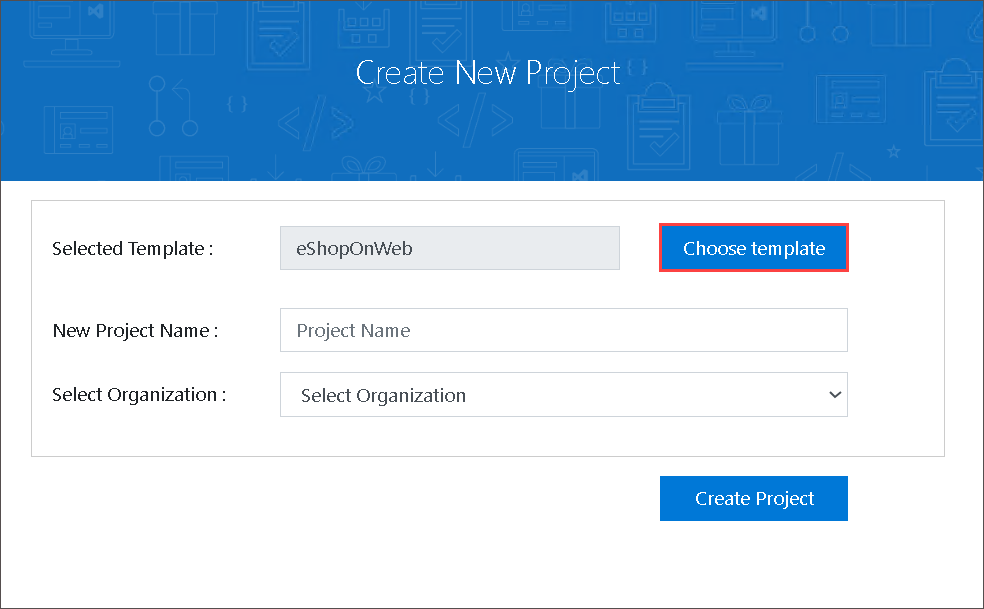 Create New Project
Selected Template :
eShopOnWeb
Choose template
New Project Name :
Project Name
Select Organization :
Select Organization
Create Project